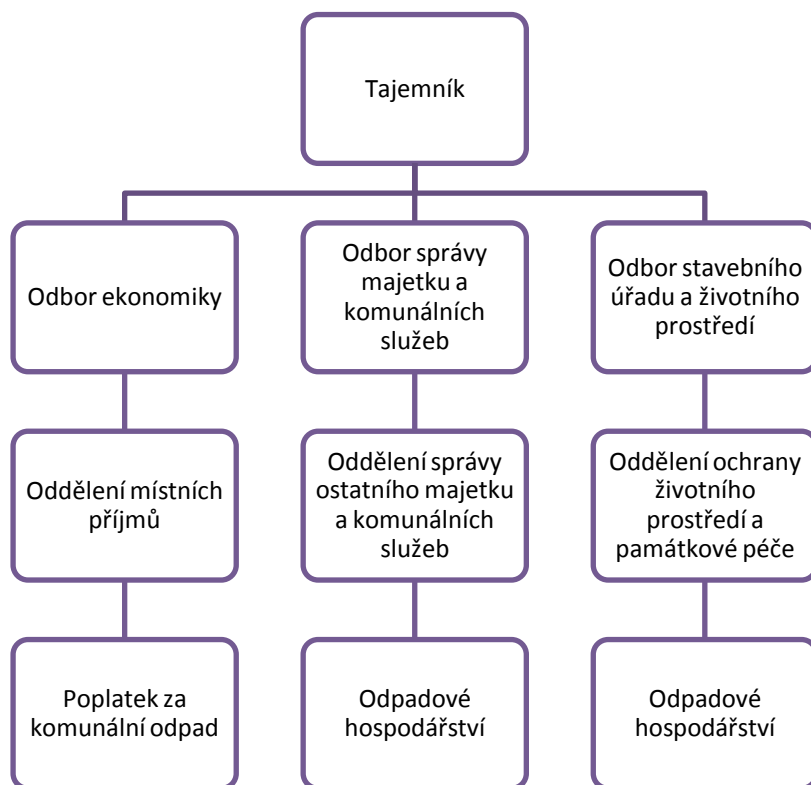 Tajemník
Odbor ekonomiky
Odbor správy
majetku a
komunálních
služeb
Odbor stavebního
úřadu a životního
prostředí
Oddělení místních
příjmů
Oddělení správy
ostatního majetku
a komunálních
služeb
Oddělení ochrany
životního
prostředí a
památkové péče
Poplatek za
komunální odpad
Odpadové
hospodářství
Odpadové
hospodářství